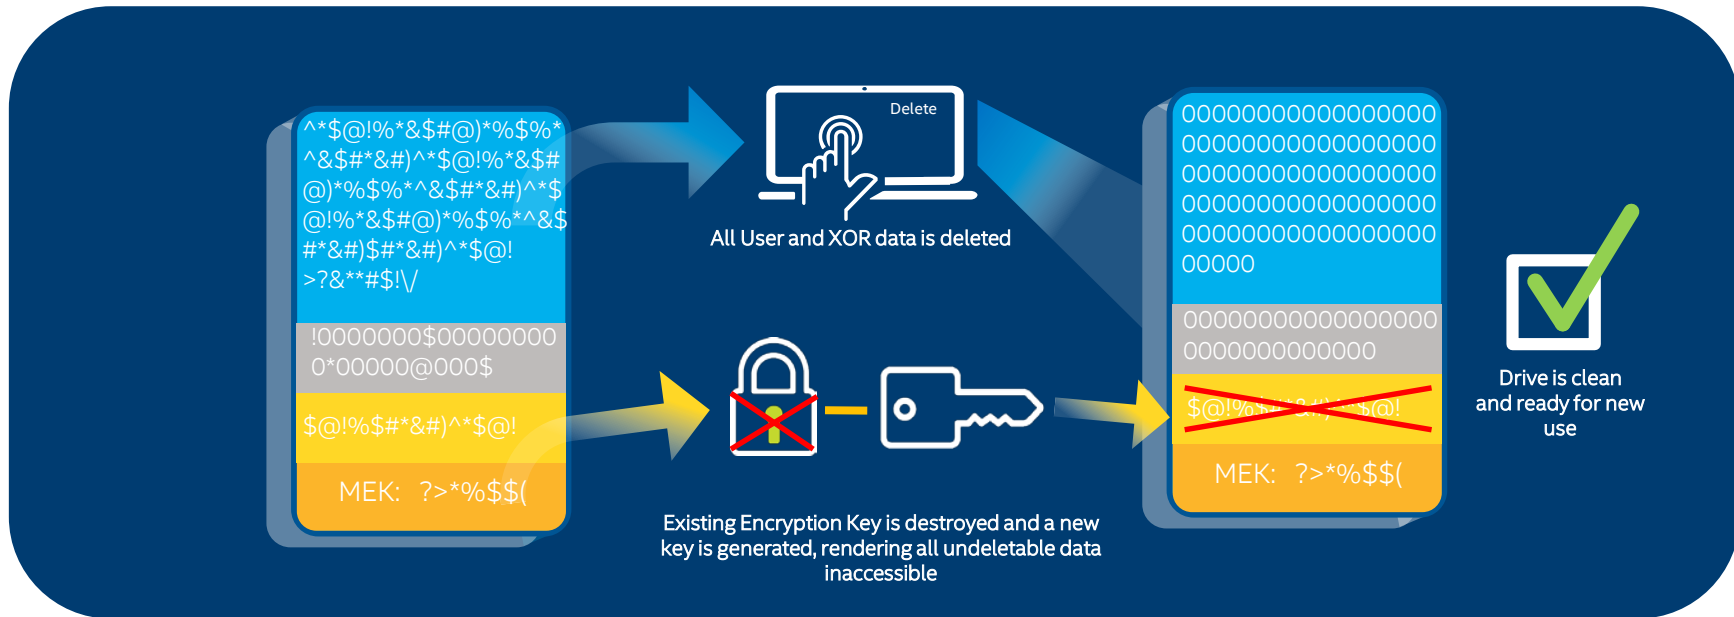 ^*$@!%*&$#@)*%$%*
^&$#*&#)^*$@!%*&$#
@)*%$%*^&$#*&#)^*$
@!%*&$#@)*%$%*^&$
#*&#)$#*&#)^*$@!
>?&**#$!\/
!0000000$00000000
0*00000@000$
$@!%$#*&#)^*$@!
MEK: ?>*%$$(
Delete
All User and XOR data is deleted
Existing Encryption Key is destroyed and a new
key is generated, rendering all undeletable data
inaccessible
00000000000000000
00000000000000000
00000000000000000
00000000000000000
00000000000000000
00000
00000000000000000
0000000000000
$@!%$#*&#)^*$@!
MEK: ?>*%$$(
Drive is clean
and ready for new
use